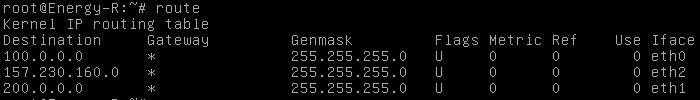 root@Energy-R:~# route
Kernel IP routing table
Destination     Gateway         Genmask         Flags Metric Ref    Use Iface
100.0.0.0       *               255.255.255.0   U     0      0        0 eth0
157.230.160.0   *               255.255.255.0   U     0      0        0 eth2
200.0.0.0       *               255.255.255.0   U     0      0        0 eth1